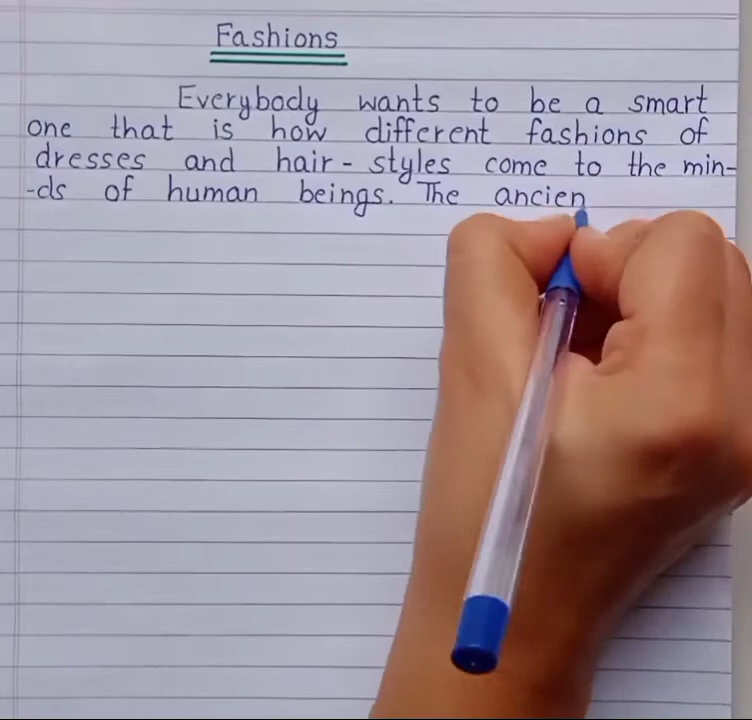 Fashions
Everybody wants to be a smart
one that is how different fashions of
dresses and hair - styles come to the min-
-ds of human beings. The ancien